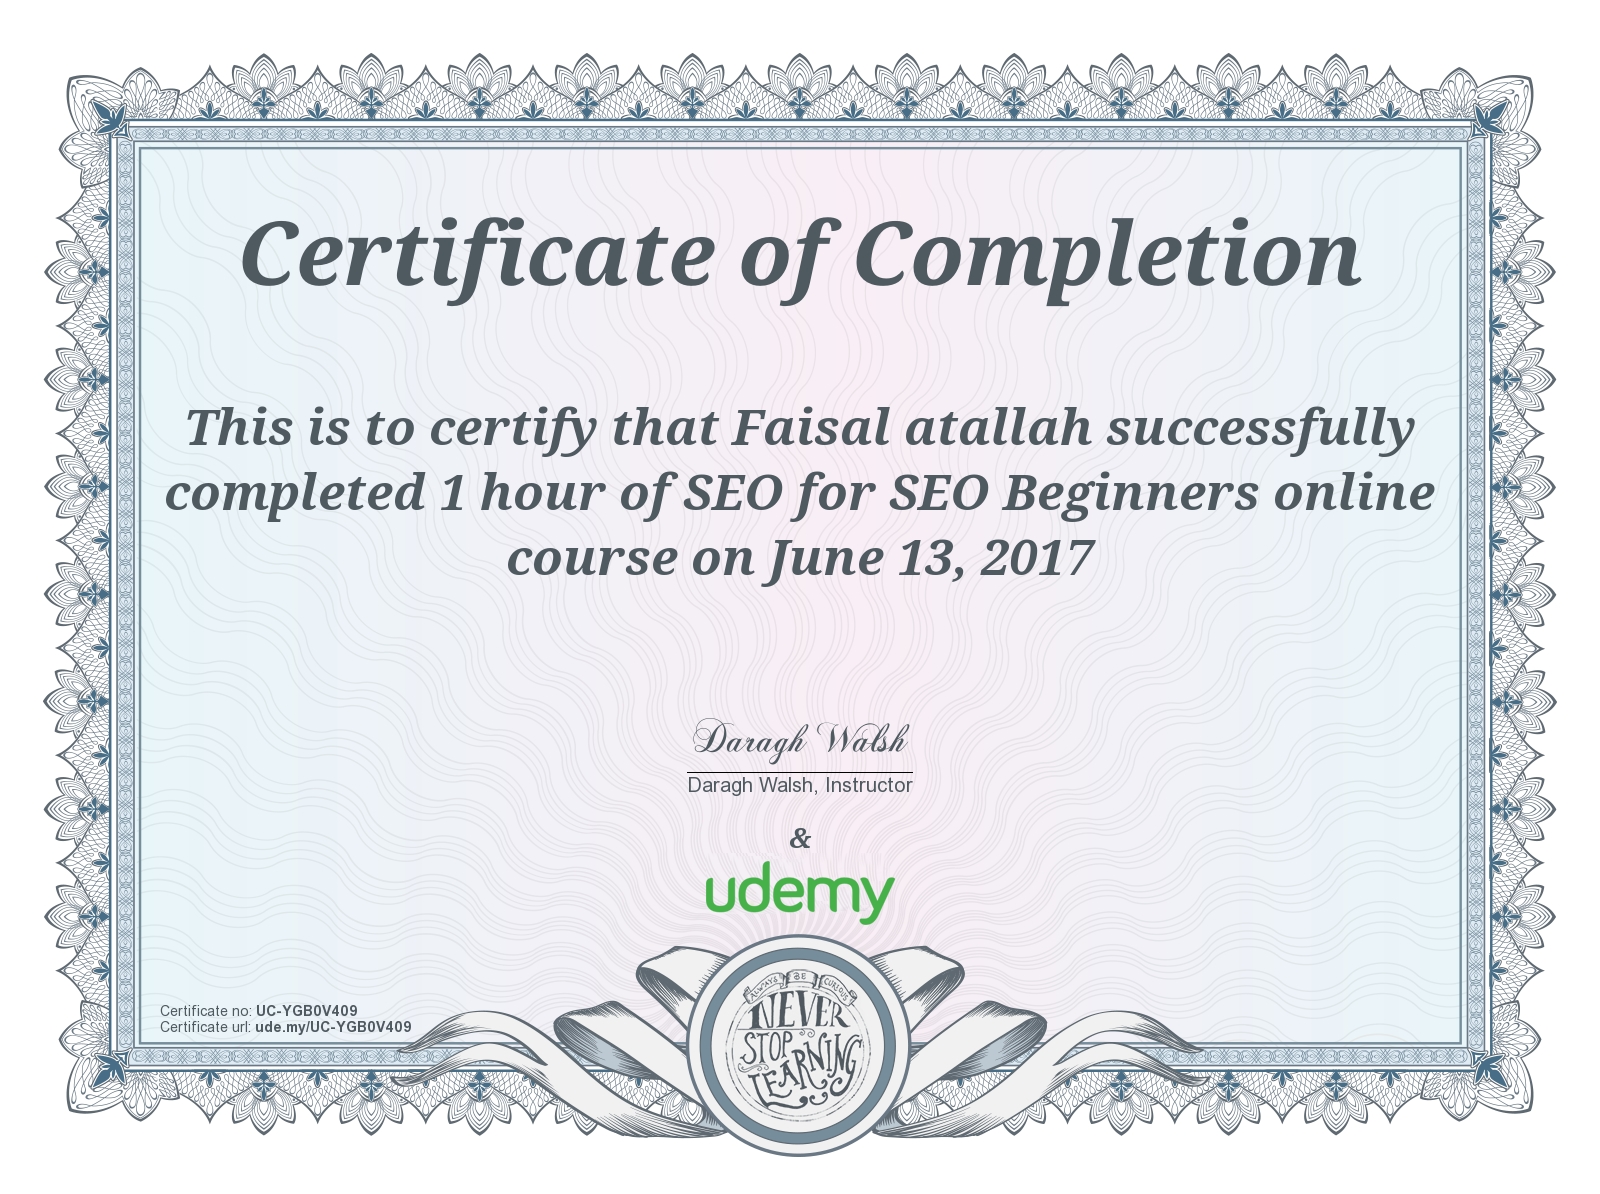 Certificate of Completion
This is to certify that Faisal atallah successfully
completed 1 hour of SEO for SEO Beginners online
course on June 13, 2017
Daragh Walsh
Daragh Walsh, Instructor
&
udemy
Certificate no: UC-YGB0V409
Certificate url: ude.my/UC-YGB0V409
ALWAYS BE CURIOUS
NEVER
STOP
LEARNING